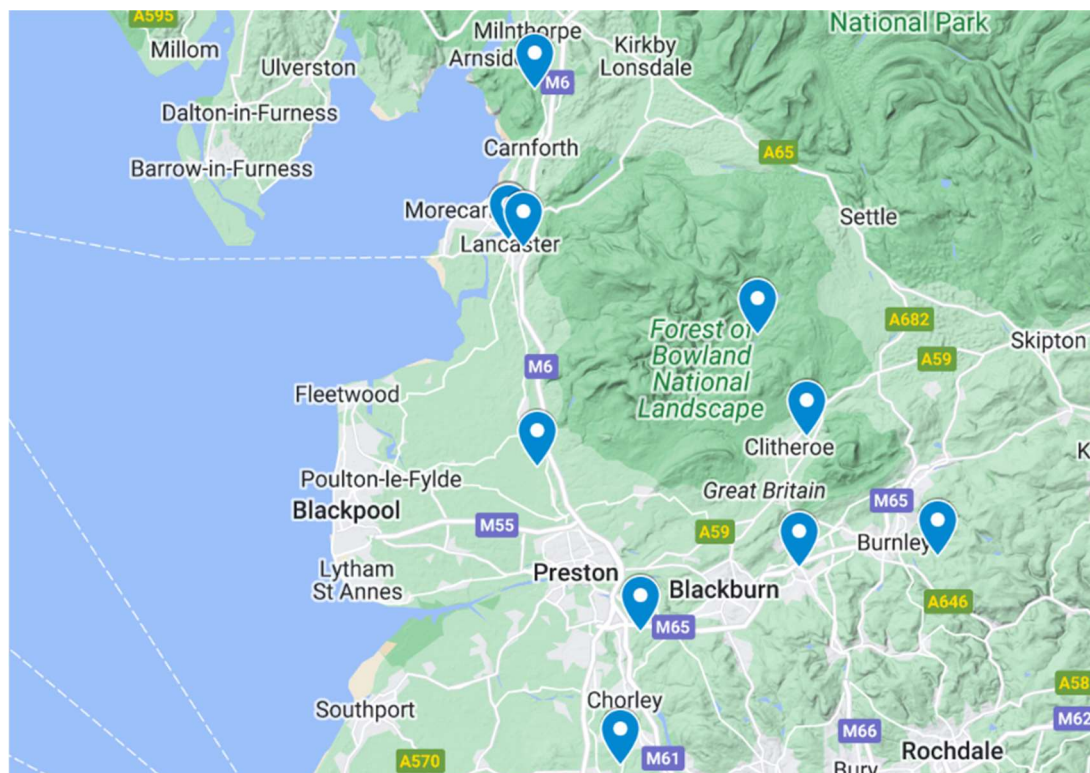 A595
National Park
Millom
Milnthorpe
Arnside
Kirkby
Lonsdale
Ulverston
M6
Dalton-in-Furness
Carnforth
A65
Barrow-in-Furness
Settle
Lancaster
Forest of
Bowland
National
Landscape
A682
Skipton
M6
A59
Fleetwood
Clitheroe
K
Poulton-le-Fylde
Great Britain
M65
Blackpool
M55
A59
Burnley
Lytham
St Annes
Preston
Blackburn
A646
M65
A58
Southport
Chorley
M62
M66
Rochdale
A570
M61
Bury